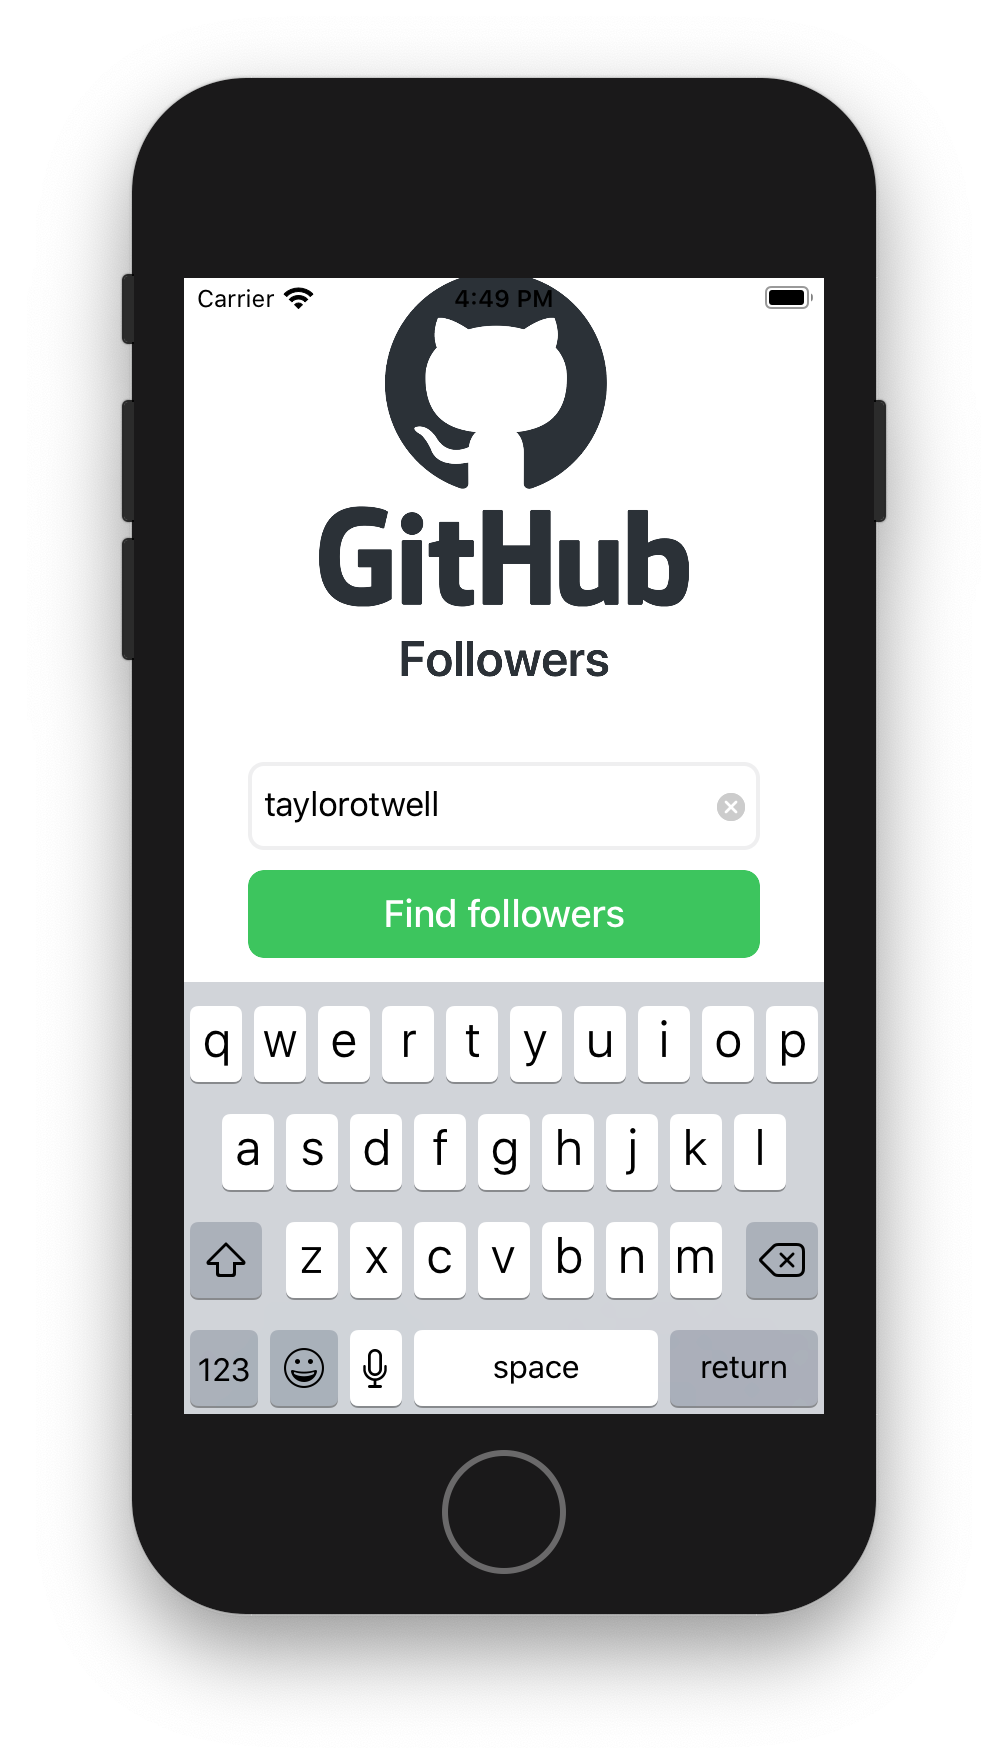 Carrier 4:49 PM
GitHub
Followers
taylorotwell
Find followers
q w e r t y u i o p
a s d f g h j k l
z x c v b n m
123 space return